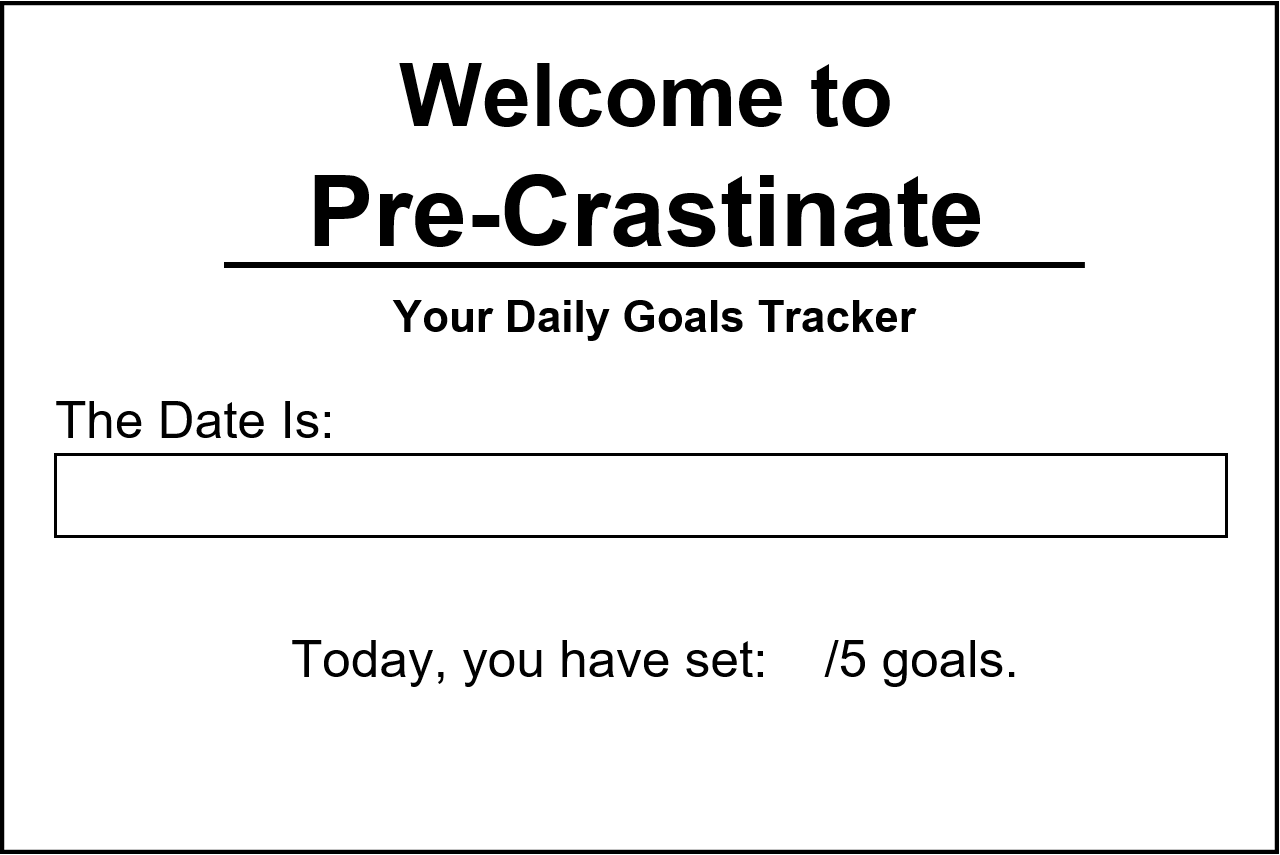 Welcome to
Pre-Crastinate
Your Daily Goals Tracker
The Date Is:
Today, you have set: /5 goals.